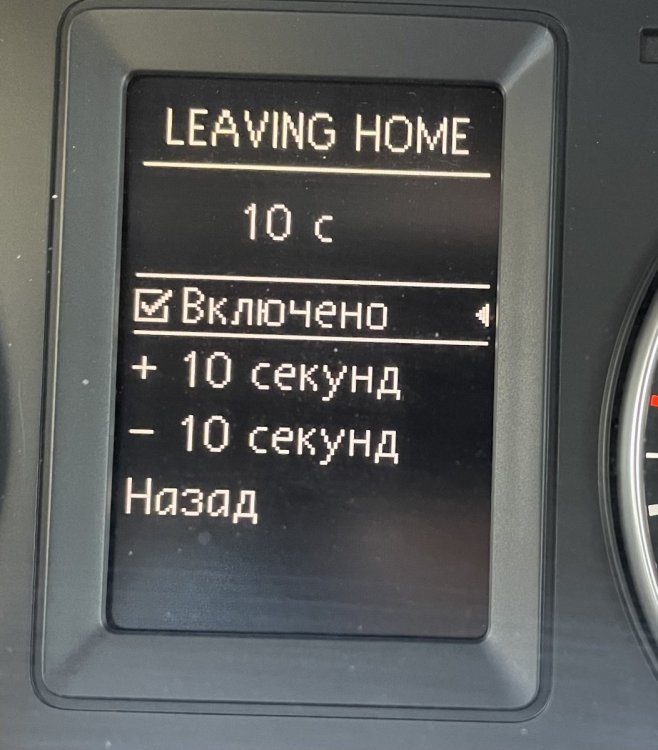 LEAVING HOME
10 с
Включено
+ 10 секунд
− 10 секунд
Назад